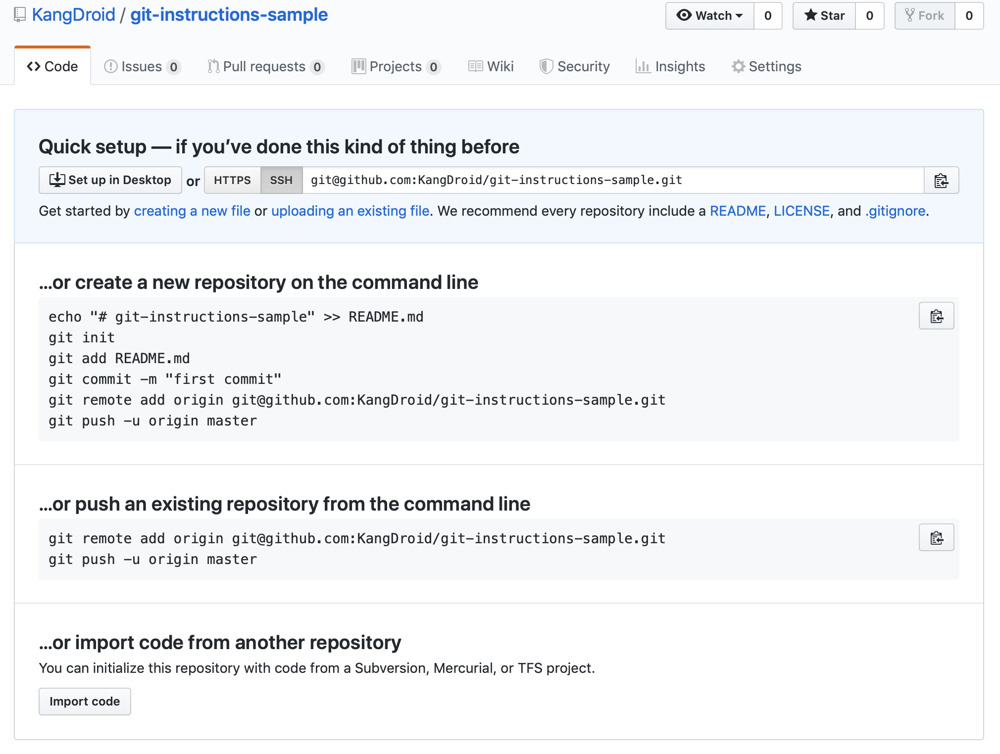 KangDroid / git-instructions-sample
Watch 0 Star 0 Fork 0
Code Issues 0 Pull requests 0 Projects 0 Wiki Security Insights Settings
Quick setup — if you’ve done this kind of thing before
Set up in Desktop or HTTPS SSH git@github.com:KangDroid/git-instructions-sample.git
Get started by creating a new file or uploading an existing file. We recommend every repository include a README, LICENSE, and .gitignore.
…or create a new repository on the command line
echo "# git-instructions-sample" >> README.md
git init
git add README.md
git commit -m "first commit"
git remote add origin git@github.com:KangDroid/git-instructions-sample.git
git push -u origin master
…or push an existing repository from the command line
git remote add origin git@github.com:KangDroid/git-instructions-sample.git
git push -u origin master
…or import code from another repository
You can initialize this repository with code from a Subversion, Mercurial, or TFS project.
Import code